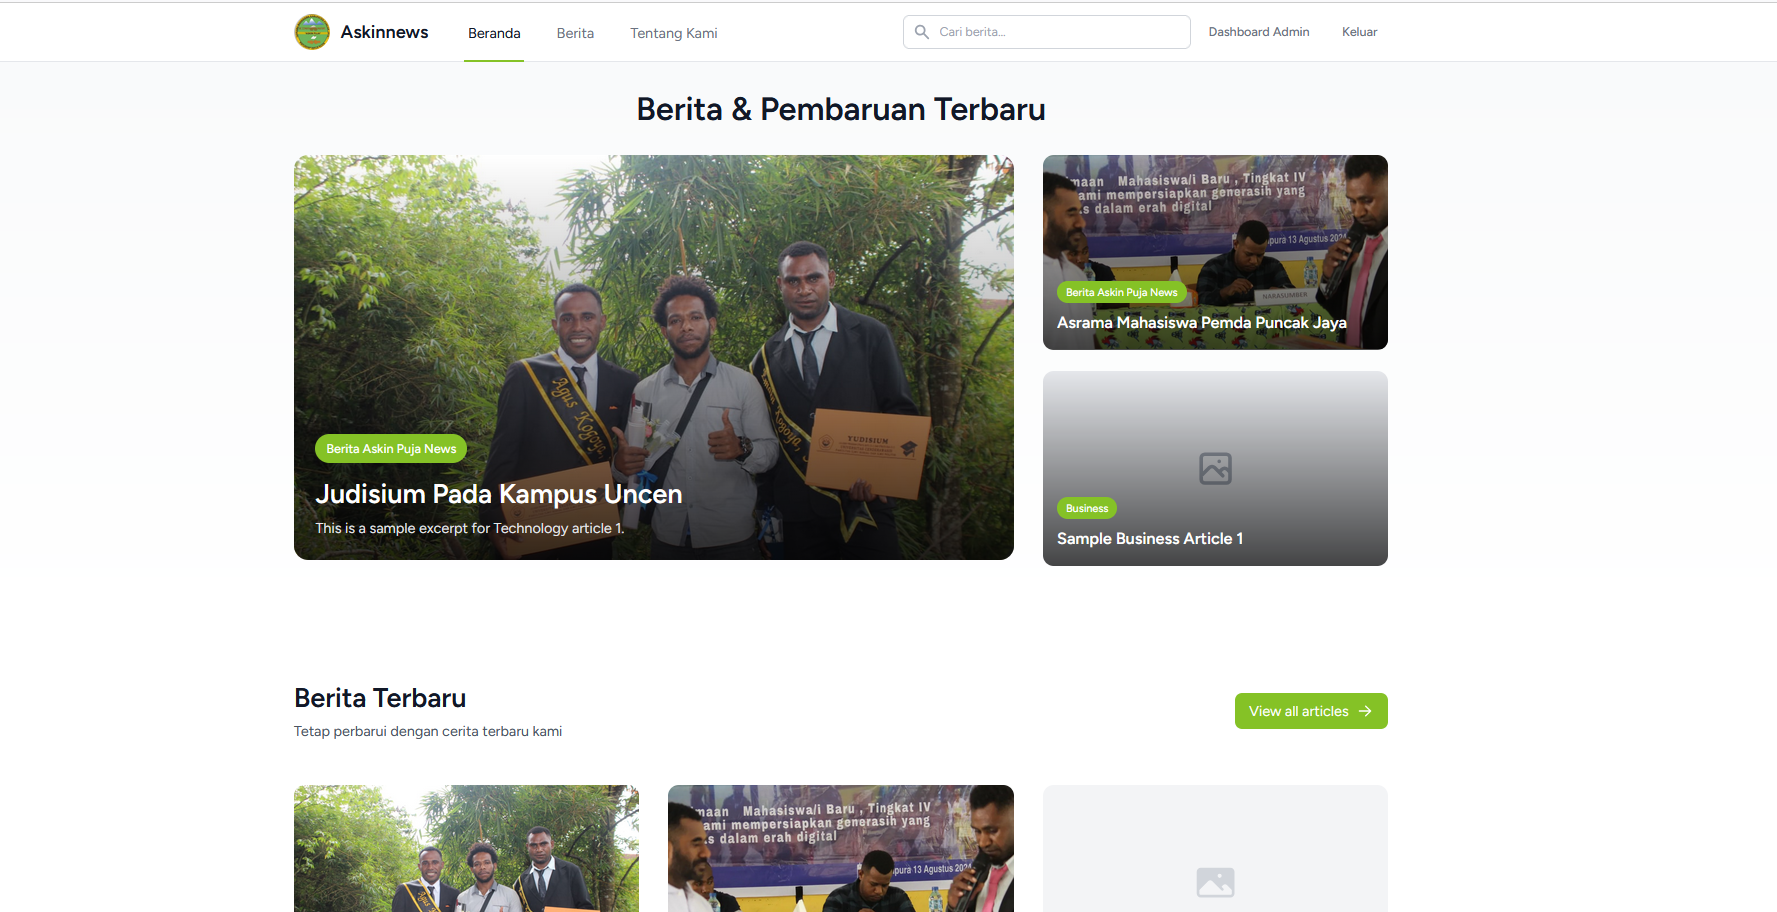 Askinnews
Beranda
Berita
Tentang Kami
Cari berita...
Dashboard Admin
Keluar
Berita & Pembaruan Terbaru
Agus Kogoya,
Kogoya,
YUDISIUM
Berita Askin Puja News
Judisium Pada Kampus Uncen
This is a sample excerpt for Technology article 1.
maan Mahasiswa/i Baru , Tingkat IV
ami mempersiapkan generasih yang
s dalam erah digital
pura 13 Agustus 2024
NARASUMBER
Berita Askin Puja News
Asrama Mahasiswa Pemda Puncak Jaya
Business
Sample Business Article 1
Berita Terbaru
Tetap perbarui dengan cerita terbaru kami
View all articles
Agus
maan Mahasiswa/i Baru , Tingkat IV
ami mempersiapkan generasih yang
s dalam erah digital
pura 13 Agustus 2024